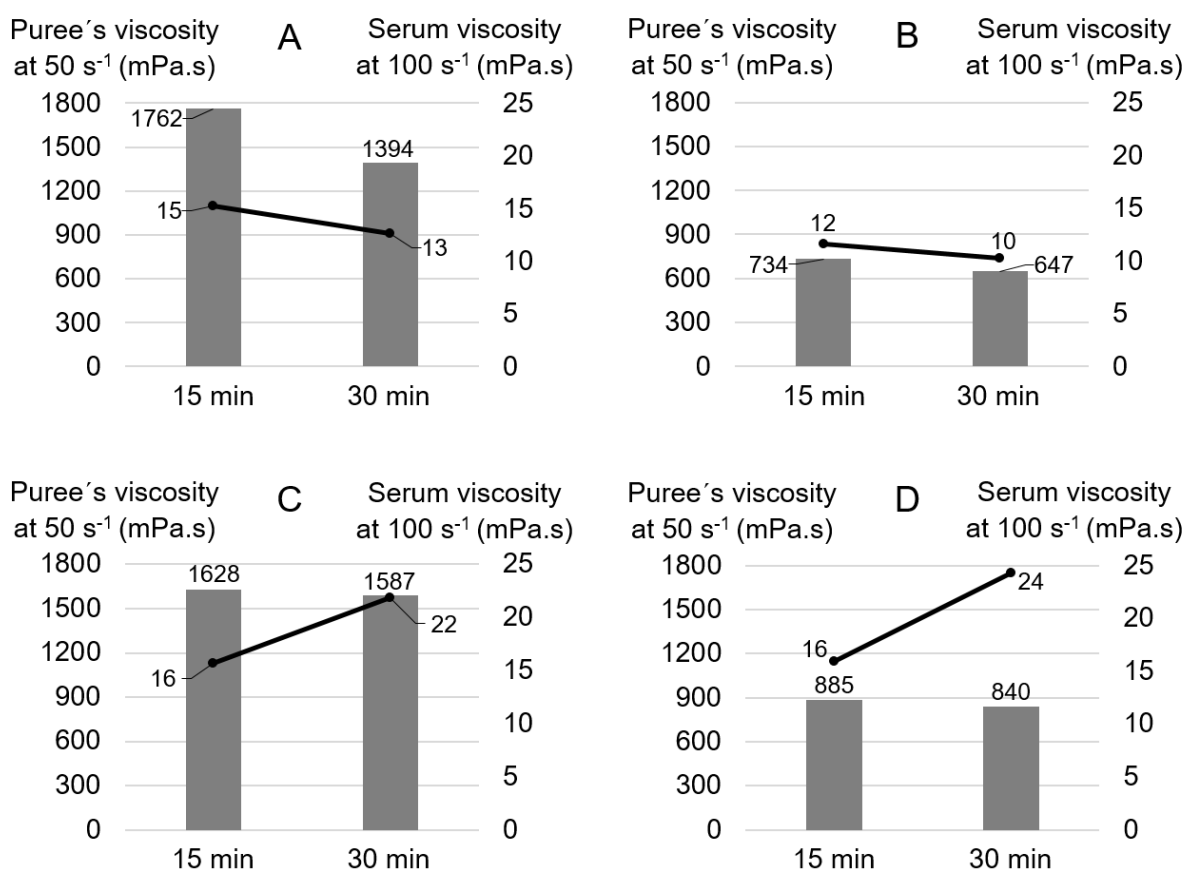 Puree´s viscosity
at 50 s⁻¹ (mPa.s)
A
Serum viscosity
at 100 s⁻¹ (mPa.s)
1800
1500
1200
900
600
300
0
1762
1394
15
13
25
20
15
10
5
0
15 min
30 min
Puree´s viscosity
at 50 s⁻¹ (mPa.s)
B
Serum viscosity
at 100 s⁻¹ (mPa.s)
1800
1500
1200
900
600
300
0
12
10
734
647
25
20
15
10
5
0
15 min
30 min
Puree´s viscosity
at 50 s⁻¹ (mPa.s)
C
Serum viscosity
at 100 s⁻¹ (mPa.s)
1800
1500
1200
900
600
300
0
1628
1587
16
22
25
20
15
10
5
0
15 min
30 min
Puree´s viscosity
at 50 s⁻¹ (mPa.s)
D
Serum viscosity
at 100 s⁻¹ (mPa.s)
1800
1500
1200
900
600
300
0
16
24
885
840
25
20
15
10
5
0
15 min
30 min